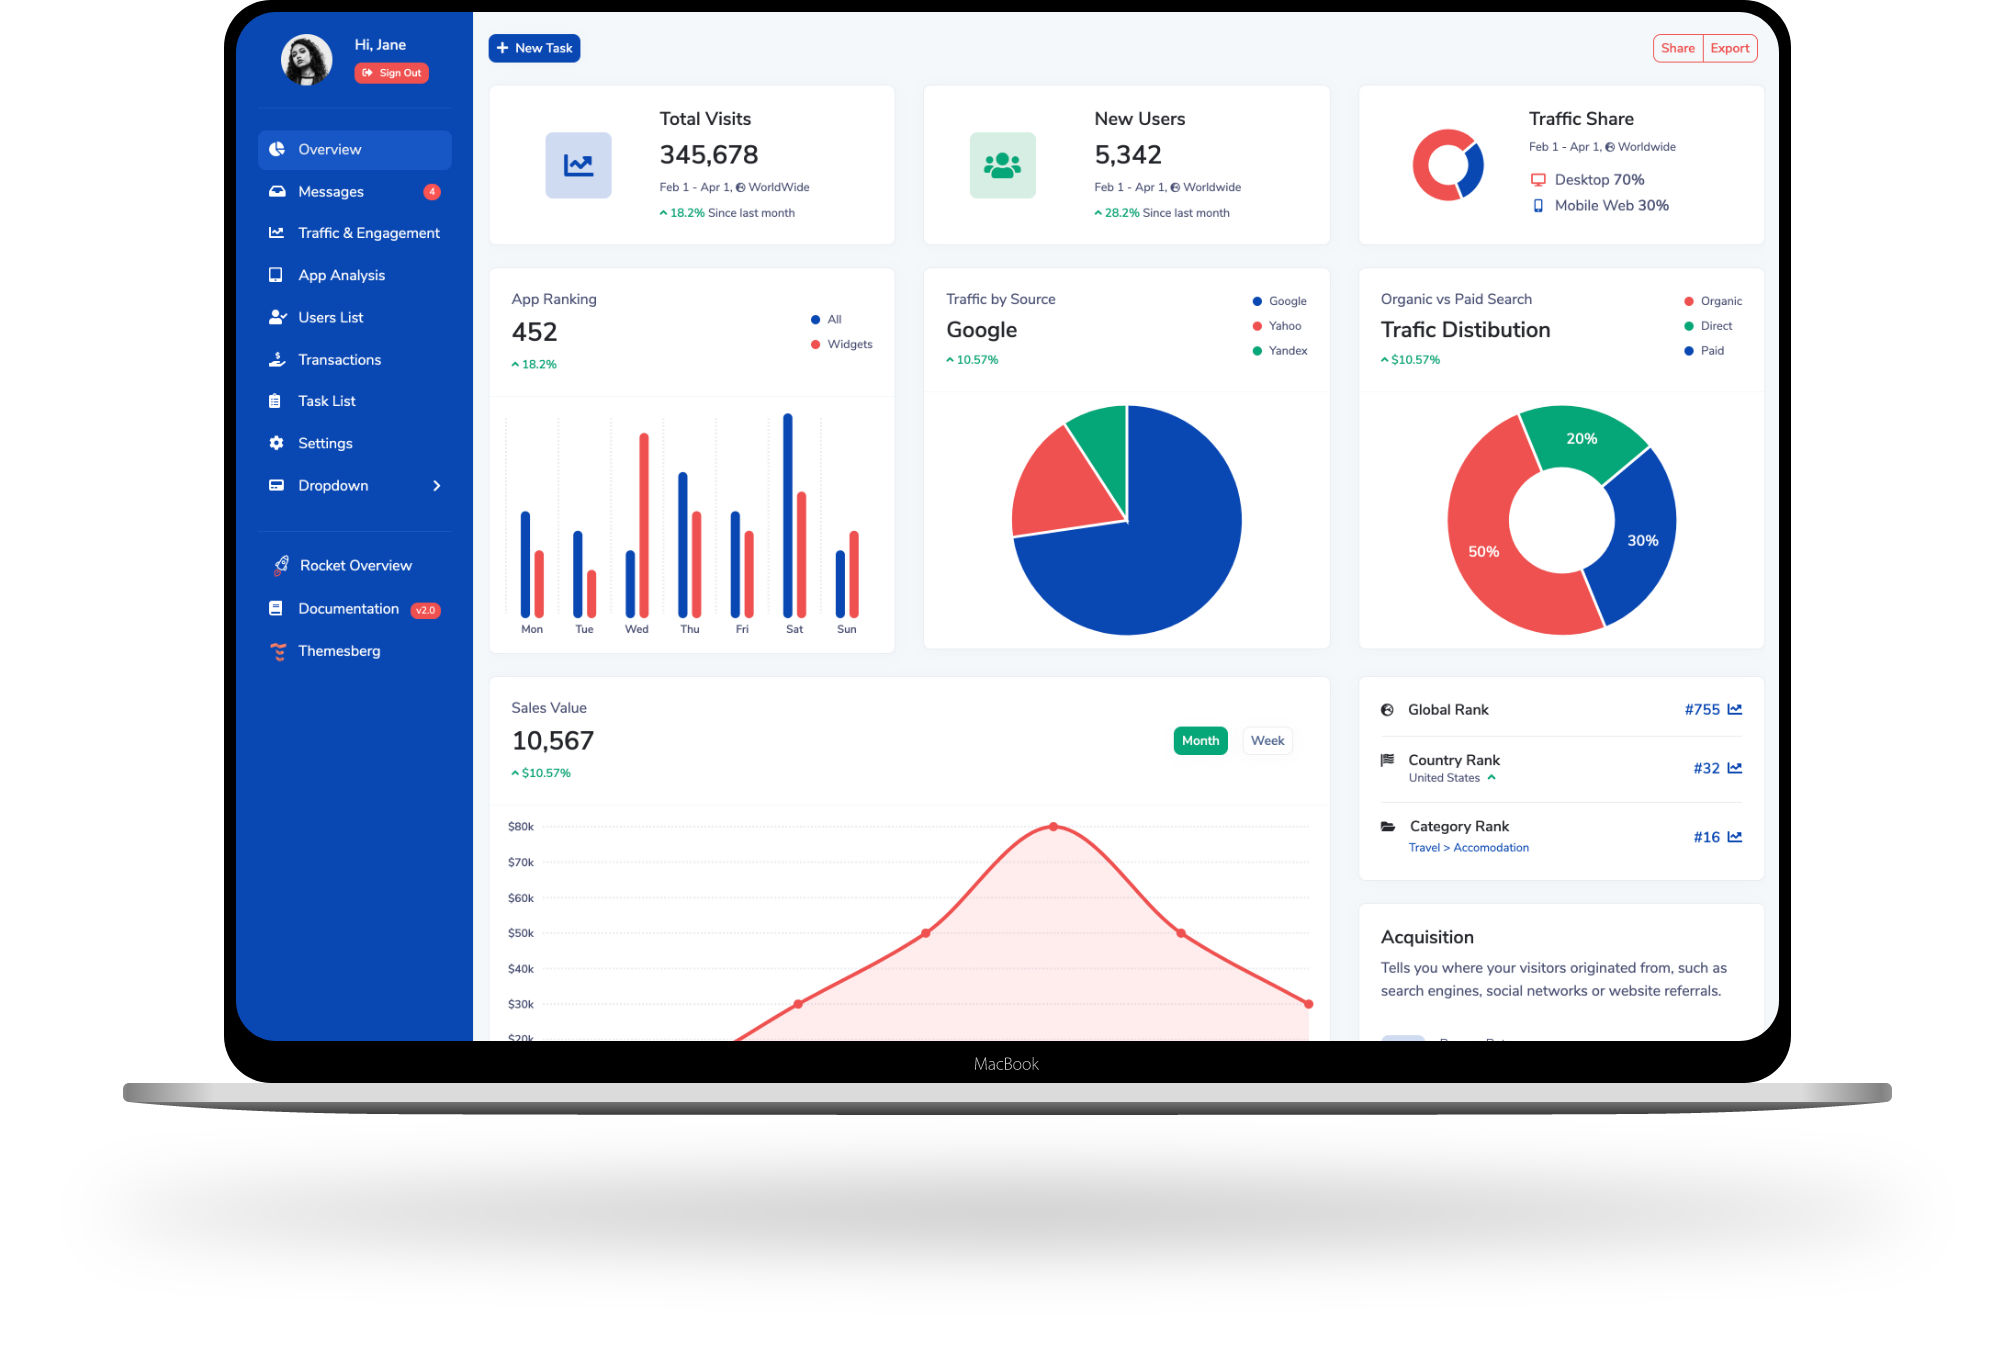 Hi, Jane
Sign Out
Overview
Messages 4
Traffic & Engagement
App Analysis
Users List
Transactions
Task List
Settings
Dropdown
Rocket Overview
Documentation v2.0
Themesberg
New Task
Share Export
Total Visits
345,678
Feb 1 - Apr 1, WorldWide
18.2% Since last month
New Users
5,342
Feb 1 - Apr 1, Worldwide
28.2% Since last month
Traffic Share
Feb 1 - Apr 1, Worldwide
Desktop 70%
Mobile Web 30%
App Ranking
452
18.2%
All
Widgets
Mon Tue Wed Thu Fri Sat Sun
Traffic by Source
Google
10.57%
Google
Yahoo
Yandex
Organic vs Paid Search
Trafic Distibution
$10.57%
Organic
Direct
Paid
20%
30%
50%
Sales Value
10,567
$10.57%
Month Week
$80k
$70k
$60k
$50k
$40k
$30k
$20k
Global Rank #755
Country Rank
United States
#32
Category Rank
Travel > Accomodation
#16
Acquisition
Tells you where your visitors originated from, such as
search engines, social networks or website referrals.
MacBook